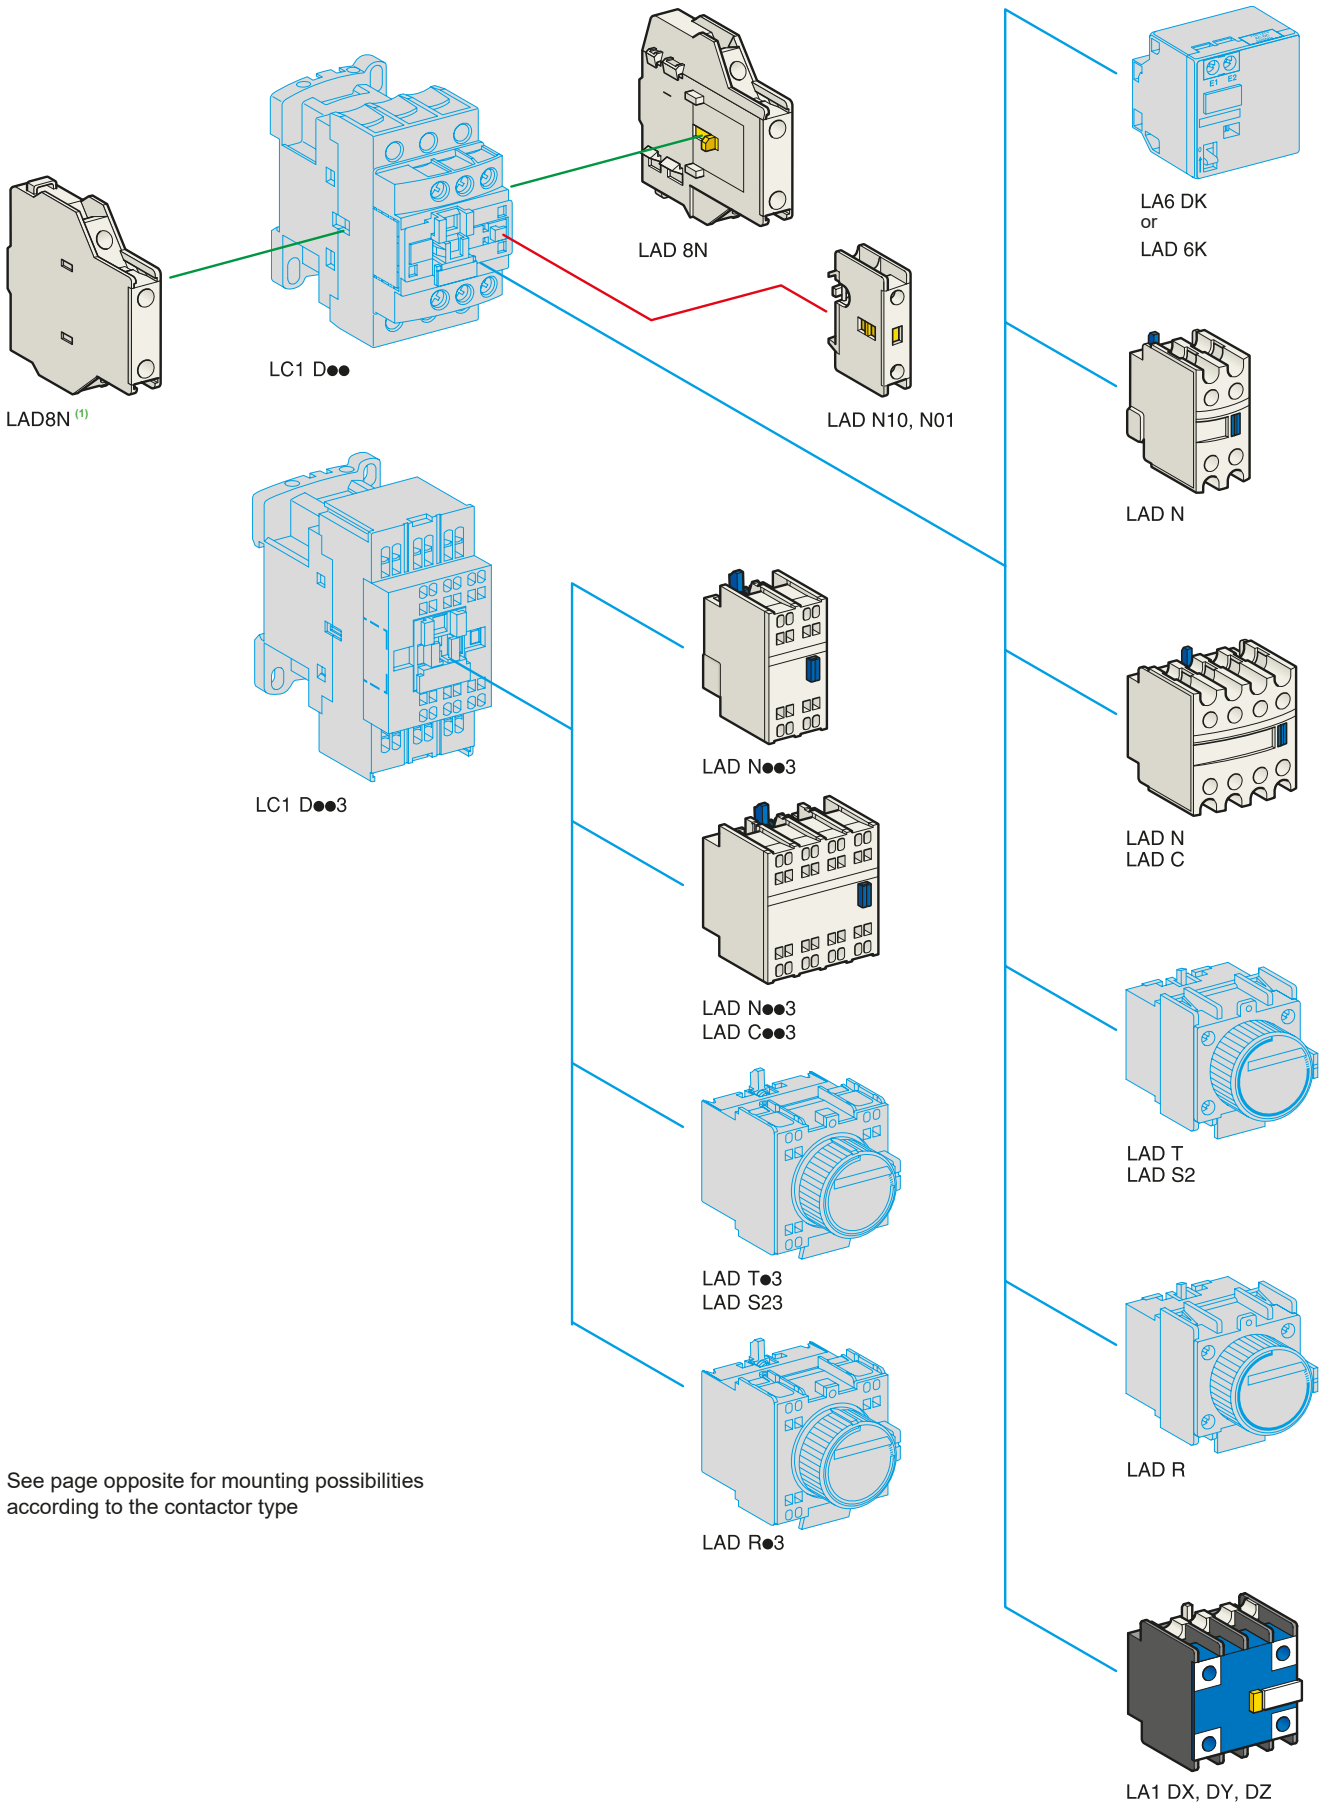 E1 E2
LA6 DK
or
LAD 6K
LAD 8N
LC1 D●●
LAD8N (1)
LAD N10, N01
LAD N
LAD N●●3
LC1 D●●3
LAD N
LAD C
LAD N●●3
LAD C●●3
LAD T
LAD S2
LAD T●3
LAD S23
LAD R
See page opposite for mounting possibilities
according to the contactor type
LAD R●3
LA1 DX, DY, DZ